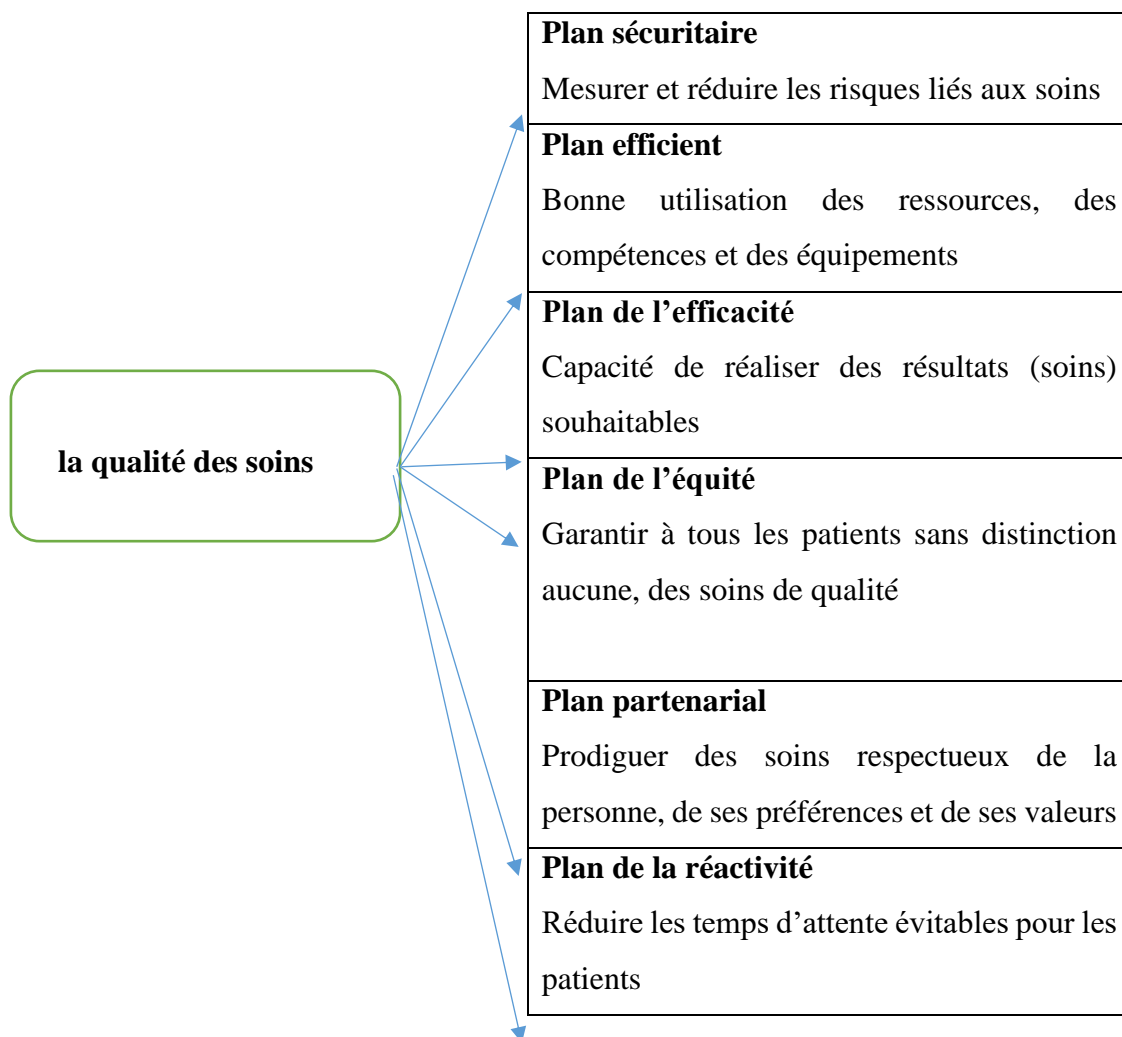 Plan sécuritaire
Mesurer et réduire les risques liés aux soins
Plan efficient
Bonne utilisation des ressources, des
compétences et des équipements
Plan de l’efficacité
Capacité de réaliser des résultats (soins)
souhaitables
la qualité des soins
Plan de l’équité
Garantir à tous les patients sans distinction
aucune, des soins de qualité
Plan partenarial
Prodiguer des soins respectueux de la
personne, de ses préférences et de ses valeurs
Plan de la réactivité
Réduire les temps d’attente évitables pour les
patients